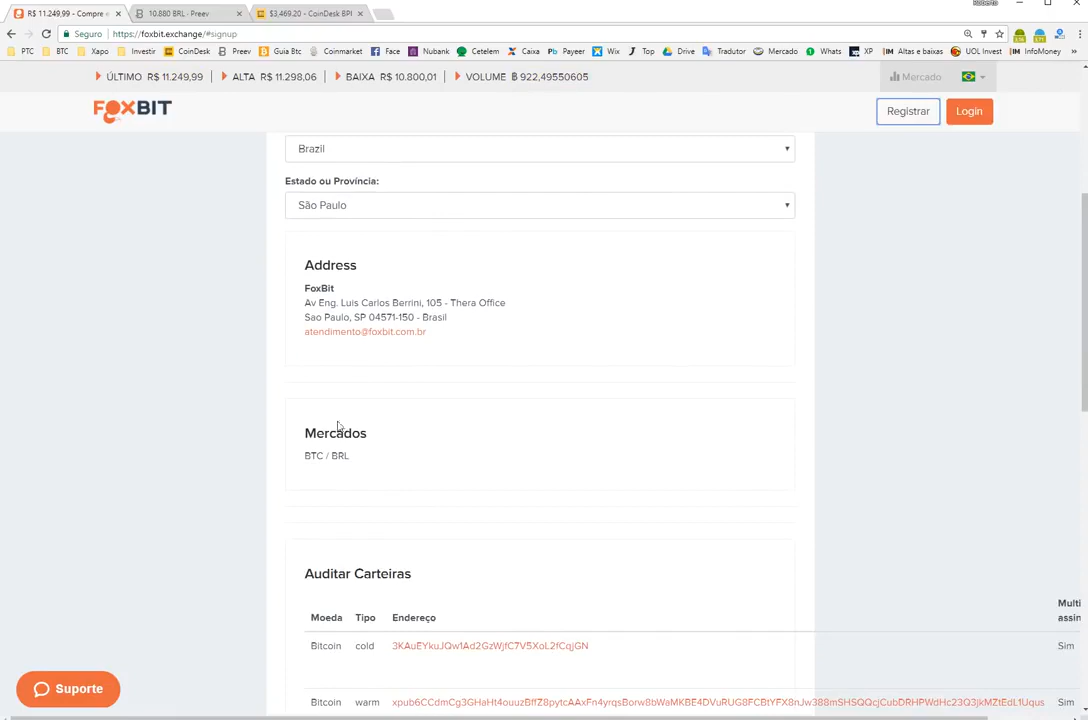 R$ 11.249,99 - Compre e
10.880 BRL - Preev
$3,469.20 - CoinDesk BPI
Roberto
Seguro
https://foxbit.exchange/#signup
PTC BTC Xapo Investir CoinDesk Preev Guia Btc Coinmarket Face Nubank Cetelem Caixa Payeer Wix Top Drive Tradutor Mercado Whats XP Altas e baixas UOL Invest InfoMoney »
ÚLTIMO R$ 11.249,99 | ALTA R$ 11.298,06 | BAIXA R$ 10.800,01 | VOLUME ฿ 922,49550605
Mercado
FOXBIT
Registrar
Login
Brazil
Estado ou Província:
São Paulo
Address
FoxBit
Av Eng. Luis Carlos Berrini, 105 - Thera Office
Sao Paulo, SP 04571-150 - Brasil
atendimento@foxbit.com.br
Mercados
BTC / BRL
Auditar Carteiras
Multi
Moeda Tipo Endereço assin
Bitcoin cold 3KAuEYkuJQw1Ad2GzWjfC7V5XoL2fCqjGN Sim
Bitcoin warm xpub6CCdmCg3GHaHt4ouuzBffZ8pytcAAxFn4yrqsBorw8bWaMKBE4DVuRUG8FCBtYFX8nJw388mSHSQQcjCubDRHPWdHc23Q3jkMZtEdL1Uqus Sim
Suporte